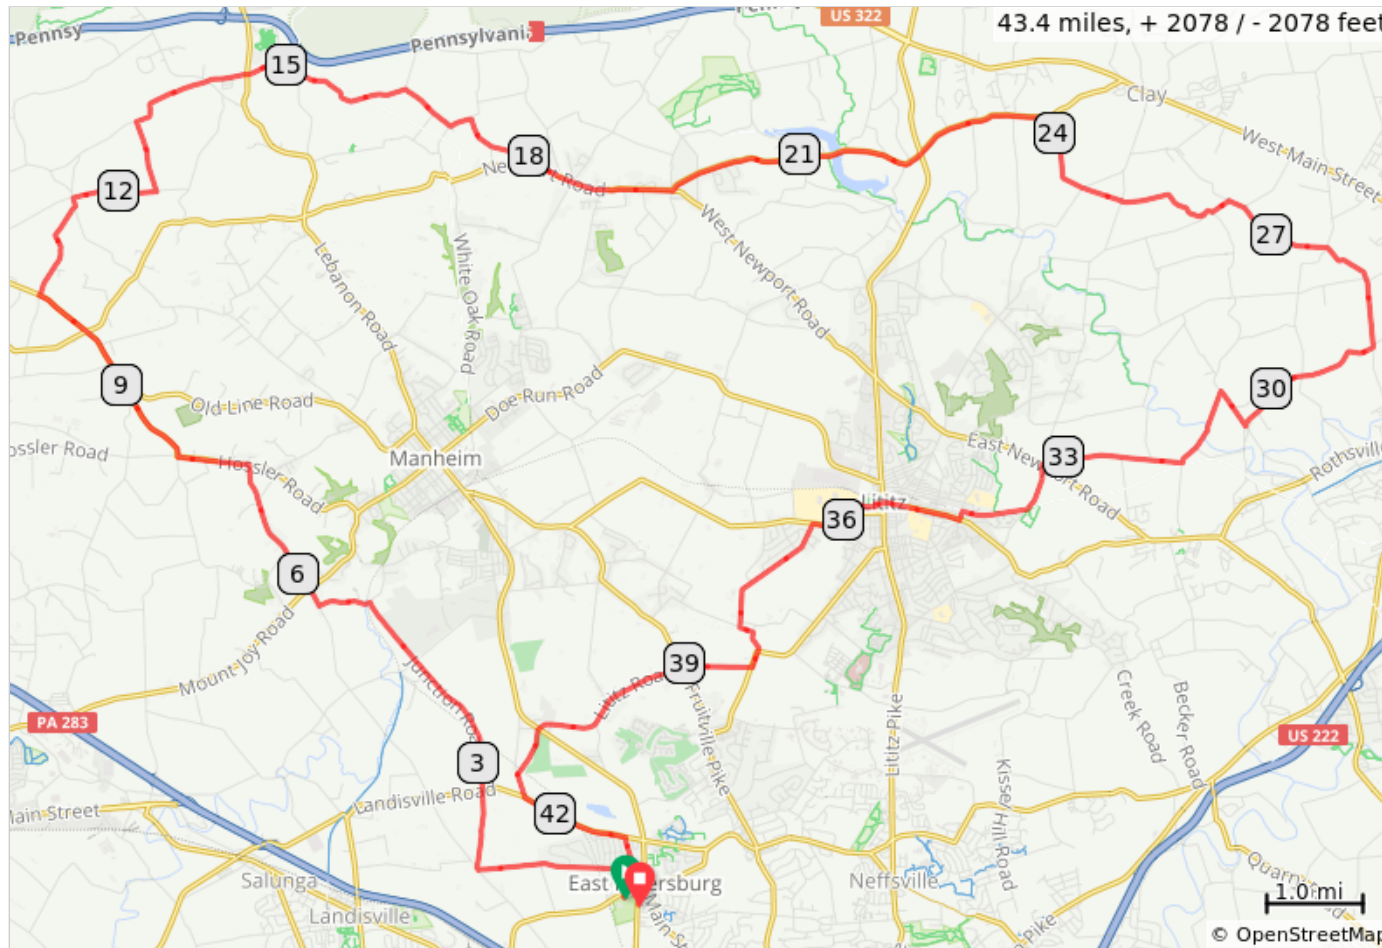 US 322
Pennsy
Pennsylvania
43.4 miles, + 2078 / - 2078 feet
15
Clay
24
West Main Street
18
21
12
Road
27
West Newport Road
Lebanon Road
White Oak Road
9
Old Line Road
Doe Run Road
30
ossler Road
Hossler Road
Manheim
33
East Newport Road
Rothsville
Lititz
36
6
Mount Joy Road
Junction Road
39
Lititz Road
Fruitville Pike
Creek Road
Becker Road
PA 283
US 222
Lititz Pike
3
Kissel Hill Road
Landisville Road
Main Street
42
Salunga
East Petersburg
Neffsville
Landisville
Main St
Pike
1.0 mi
© OpenStreetMap